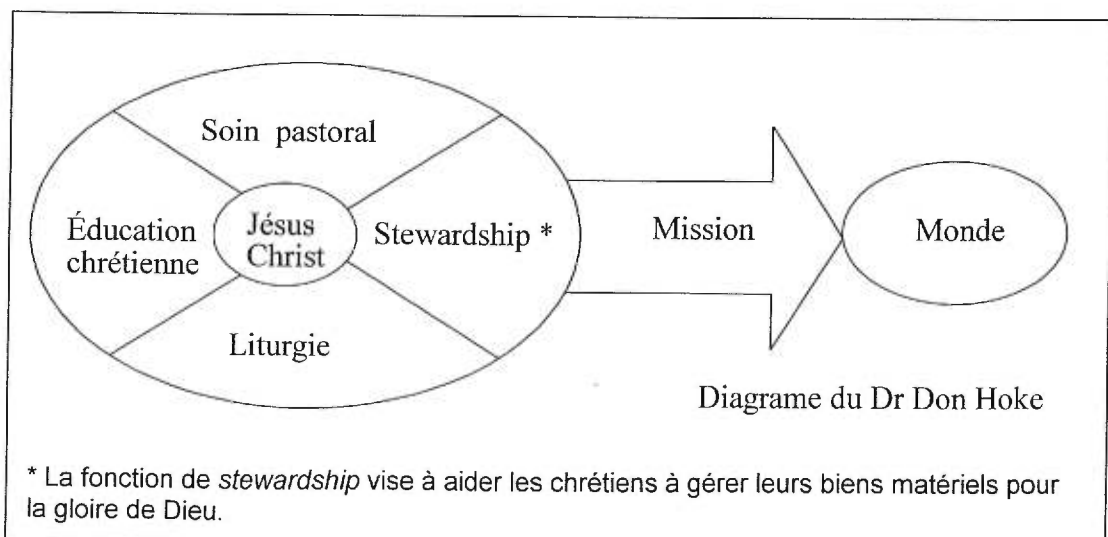 Soin pastoral
Éducation
chrétienne
Jésus
Christ
Stewardship *
Liturgie
Mission
Monde
Diagrame du Dr Don Hoke
* La fonction de stewardship vise à aider les chrétiens à gérer leurs biens matériels pour
la gloire de Dieu.